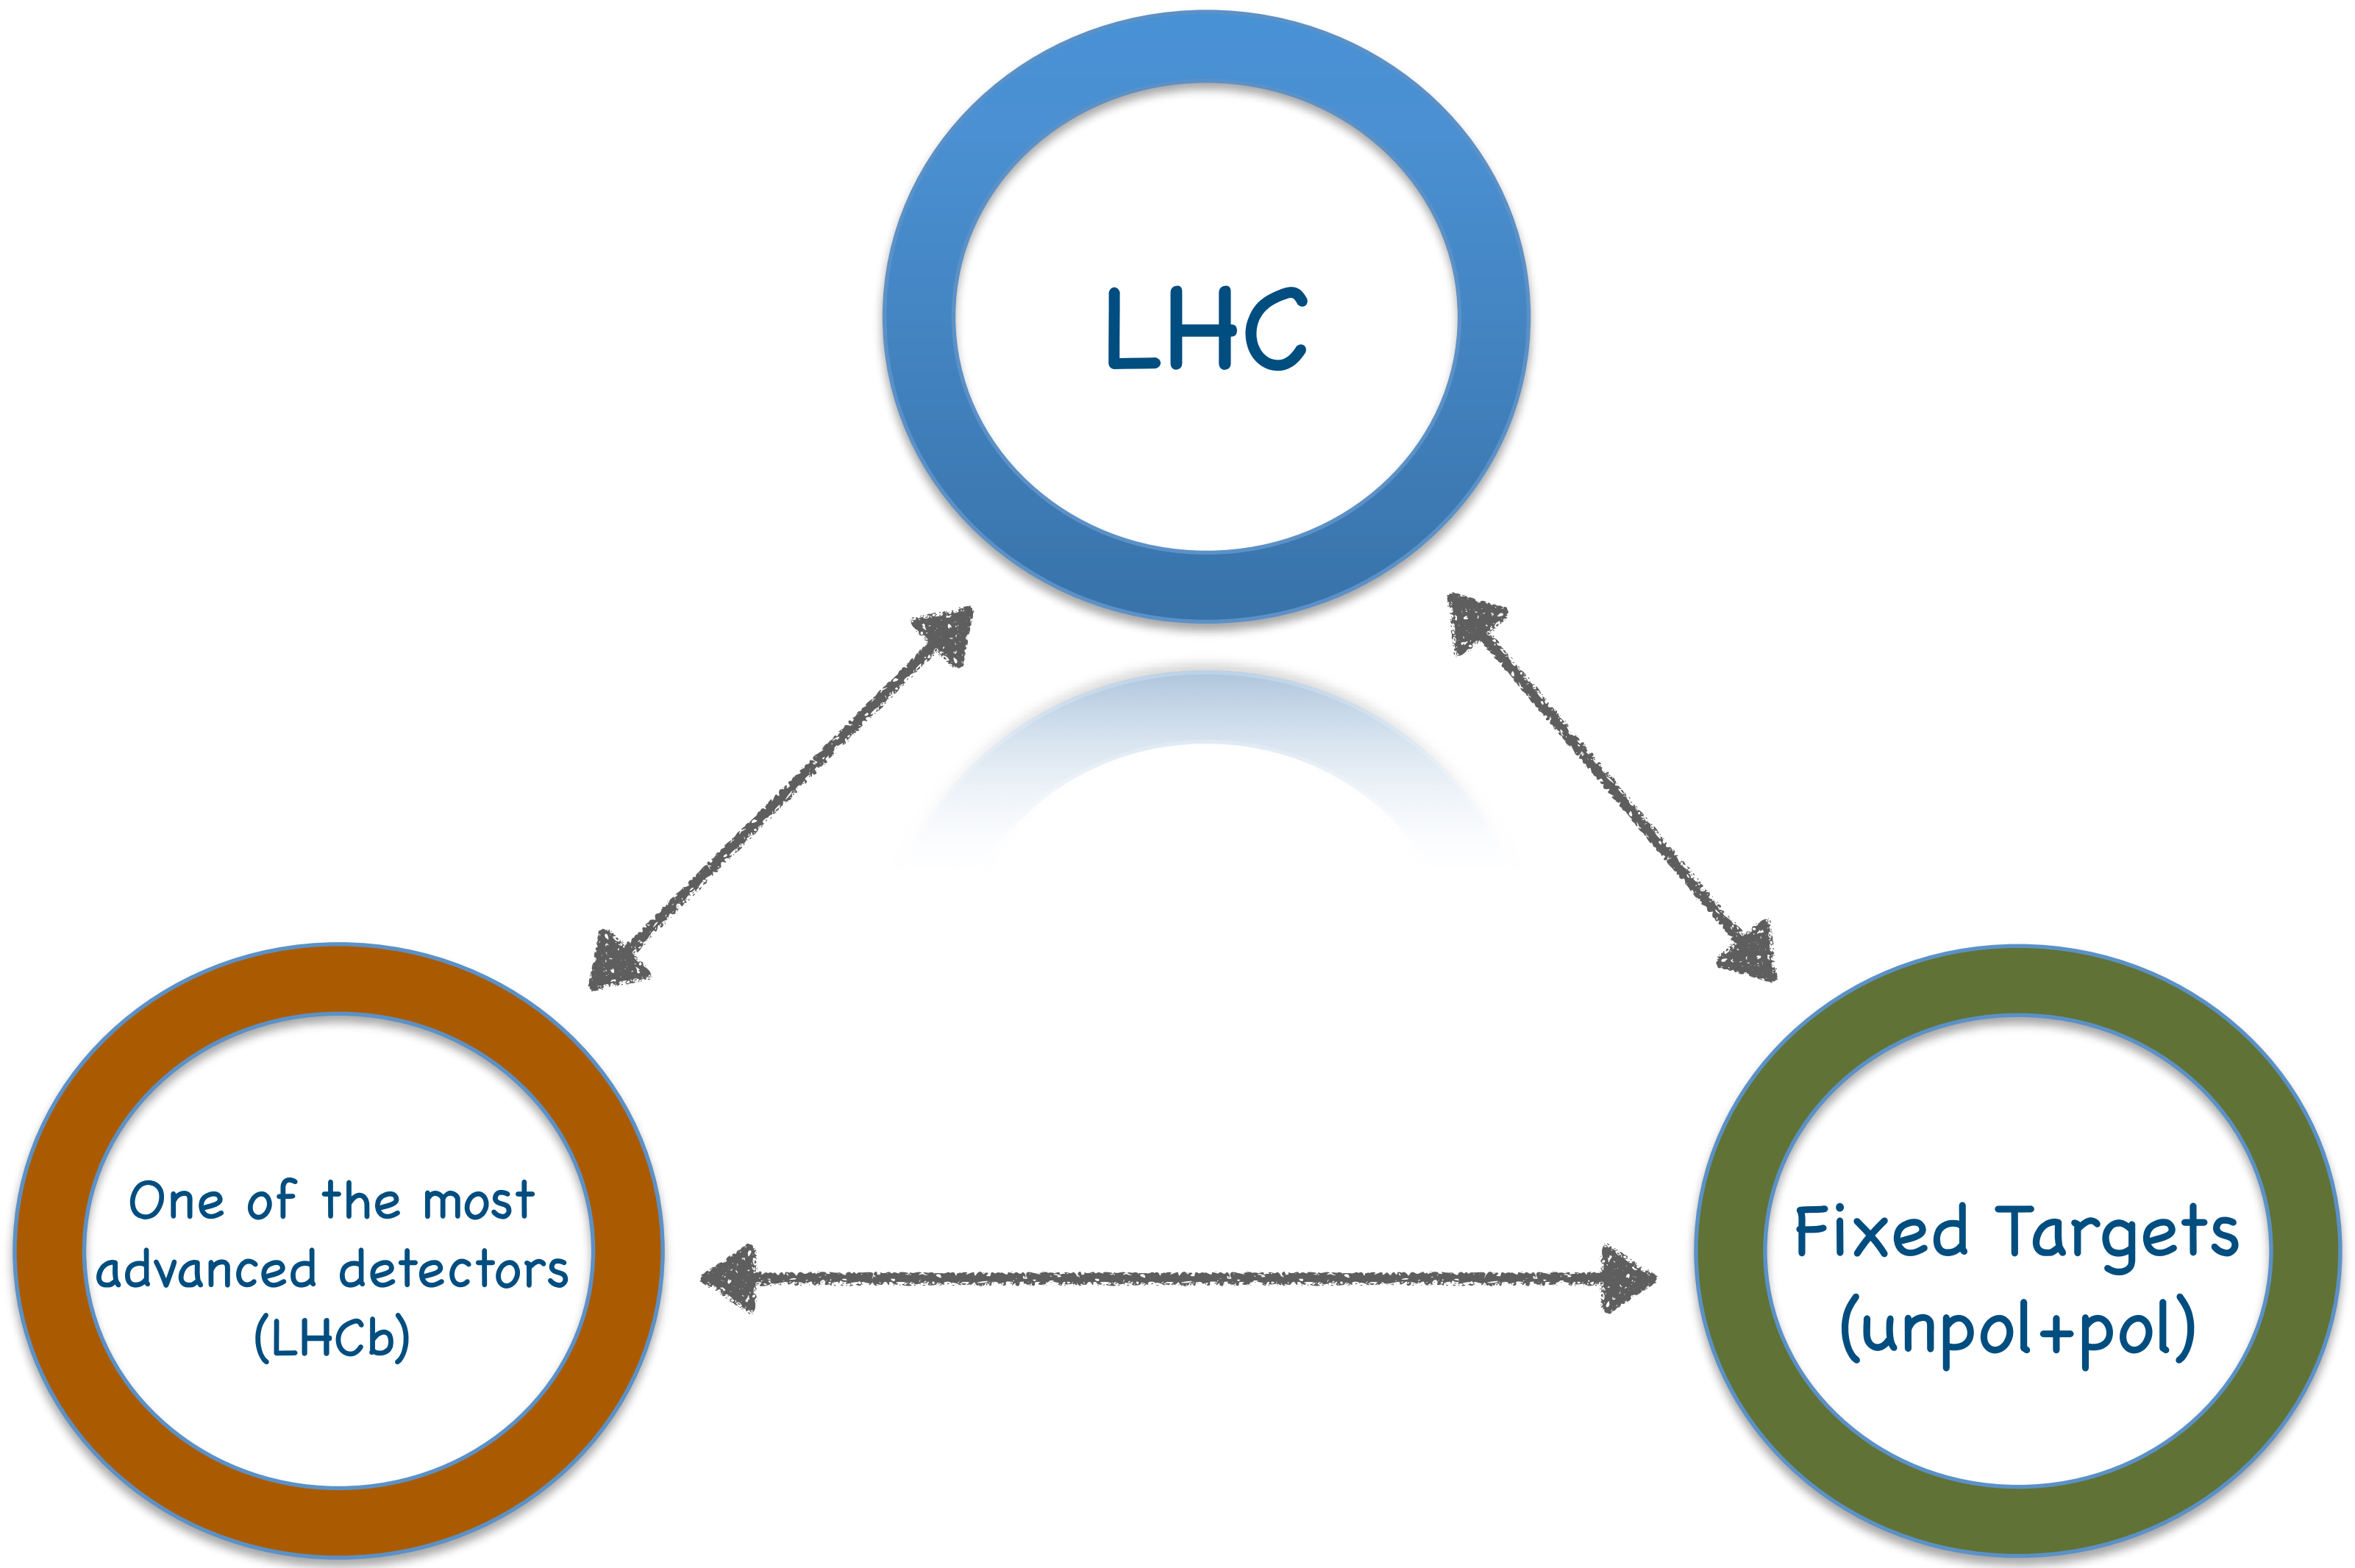 LHC
One of the most
advanced detectors
(LHCb)
Fixed Targets
(unpol+pol)